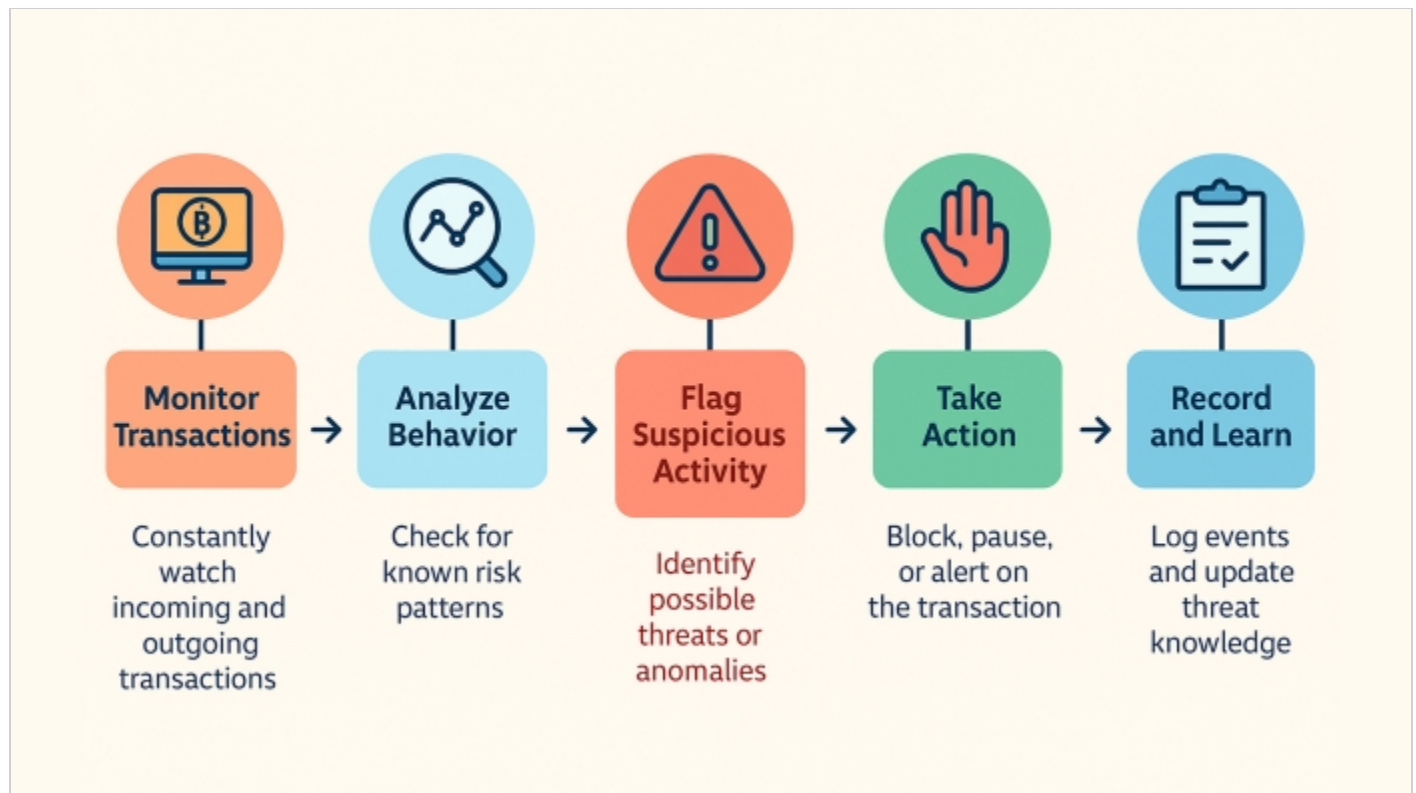 Monitor
Transactions
Analyze
Behavior
Flag
Suspicious
Activity
Take
Action
Record
and Learn
Constantly
watch
incoming and
outgoing
transactions
Check for
known risk
patterns
Identify
possible
threats or
anomalies
Block, pause,
or alert on
the transaction
Log events
and update
threat
knowledge